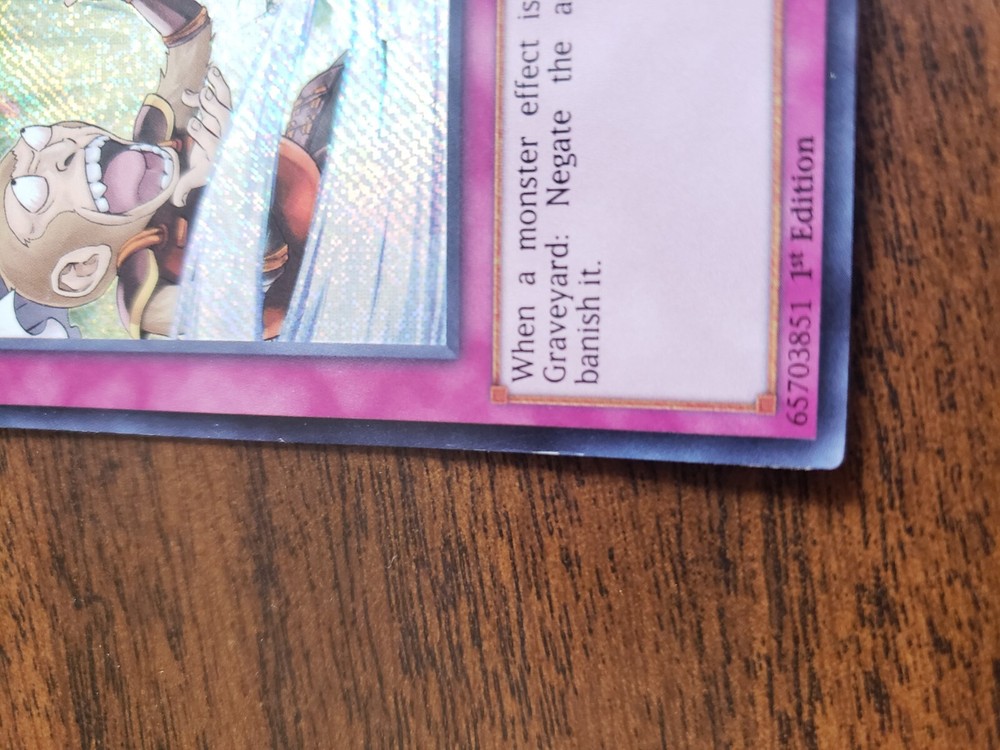 When a monster effect is
Graveyard: Negate the a
banish it.
65703851 1st Edition